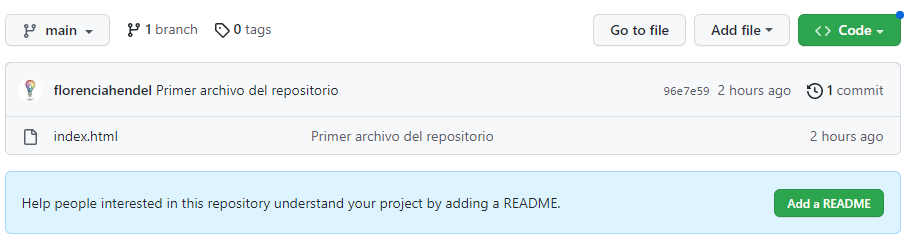 main 1 branch 0 tags Go to file Add file Code
florenciahendel Primer archivo del repositorio 96e7e59 2 hours ago 1 commit
index.html Primer archivo del repositorio 2 hours ago
Help people interested in this repository understand your project by adding a README. Add a README